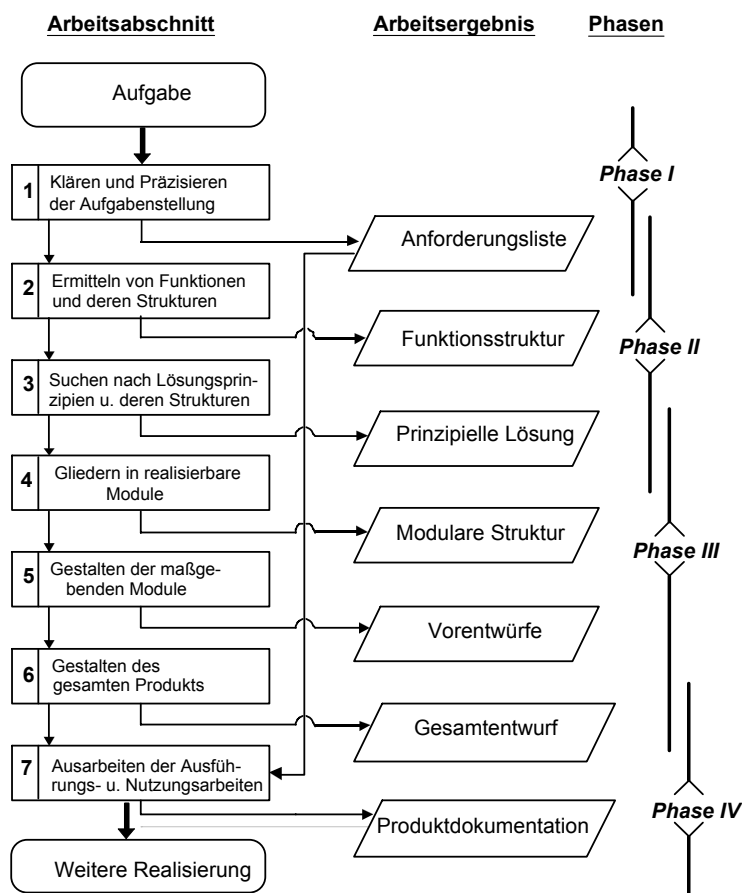 Arbeitsabschnitt Arbeitsergebnis Phasen
Aufgabe
1 Klären und Präzisieren
der Aufgabenstellung
Phase I
Anforderungsliste
2 Ermitteln von Funktionen
und deren Strukturen
Funktionsstruktur
Phase II
3 Suchen nach Lösungsprin-
zipien u. deren Strukturen
Prinzipielle Lösung
4 Gliedern in realisierbare
Module
Modulare Struktur
Phase III
5 Gestalten der maßge-
benden Module
Vorentwürfe
6 Gestalten des
gesamten Produkts
Gesamtentwurf
7 Ausarbeiten der Ausfüh-
rungs- u. Nutzungsarbeiten
Phase IV
Produktdokumentation
Weitere Realisierung